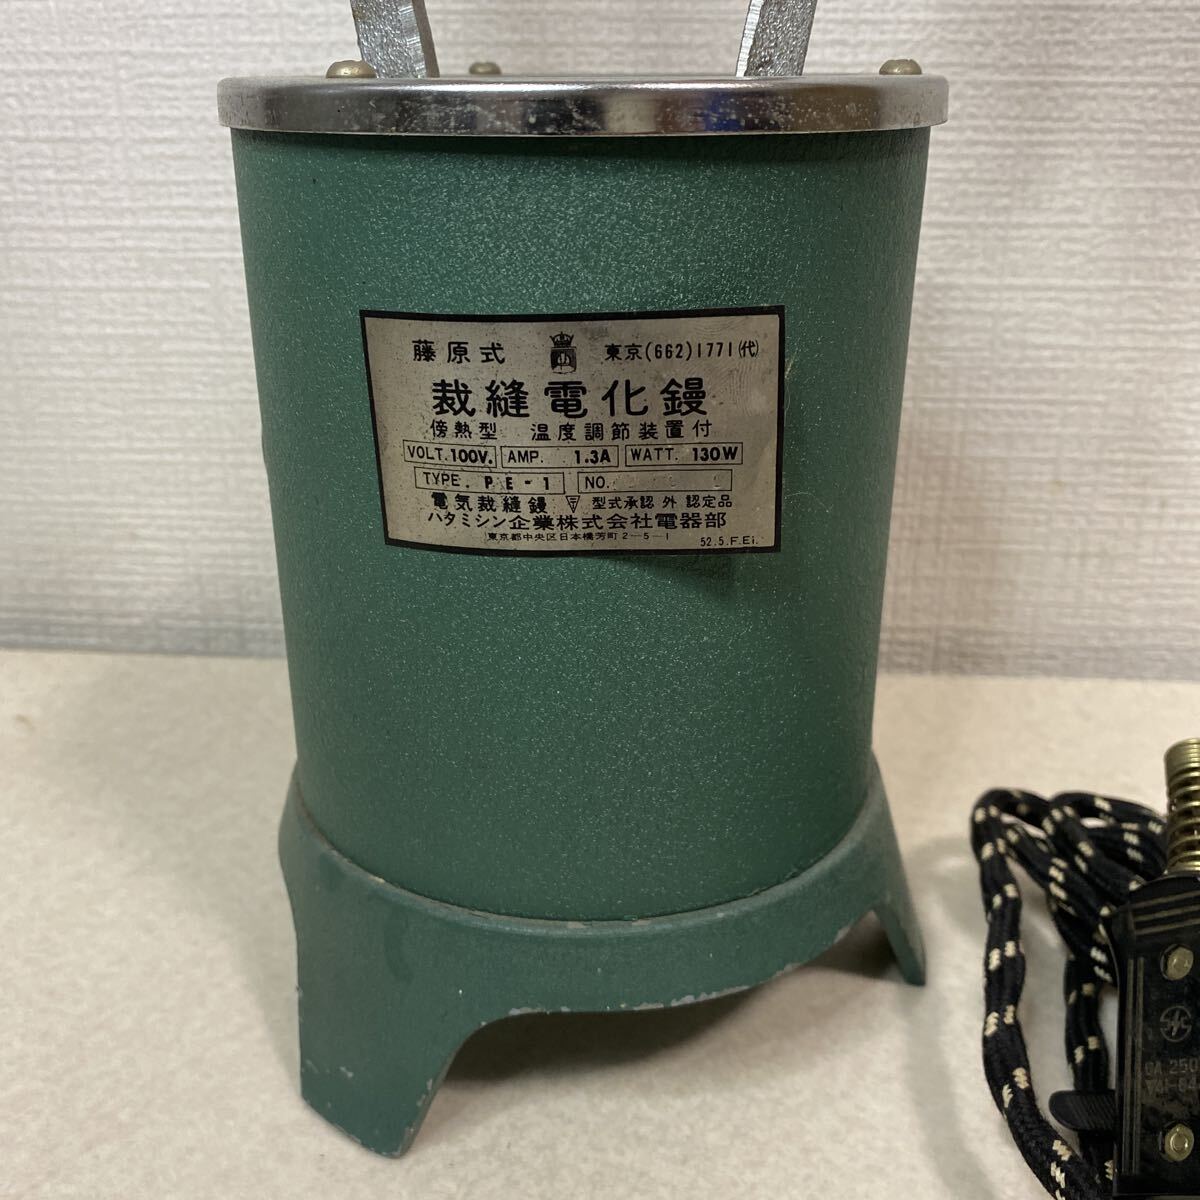 藤原式 東京(662)1771(代)
裁縫電化鏝
傍熱型 温度調節装置付
VOLT. 100V. AMP. 1.3A WATT. 130W
TYPE. PE-1 NO.
電気裁縫鏝 〒 型式承認 外 認定品
ハタミシン企業株式会社電器部
東京都中央区日本橋芳町2-5-1 52.5.F.Ei.